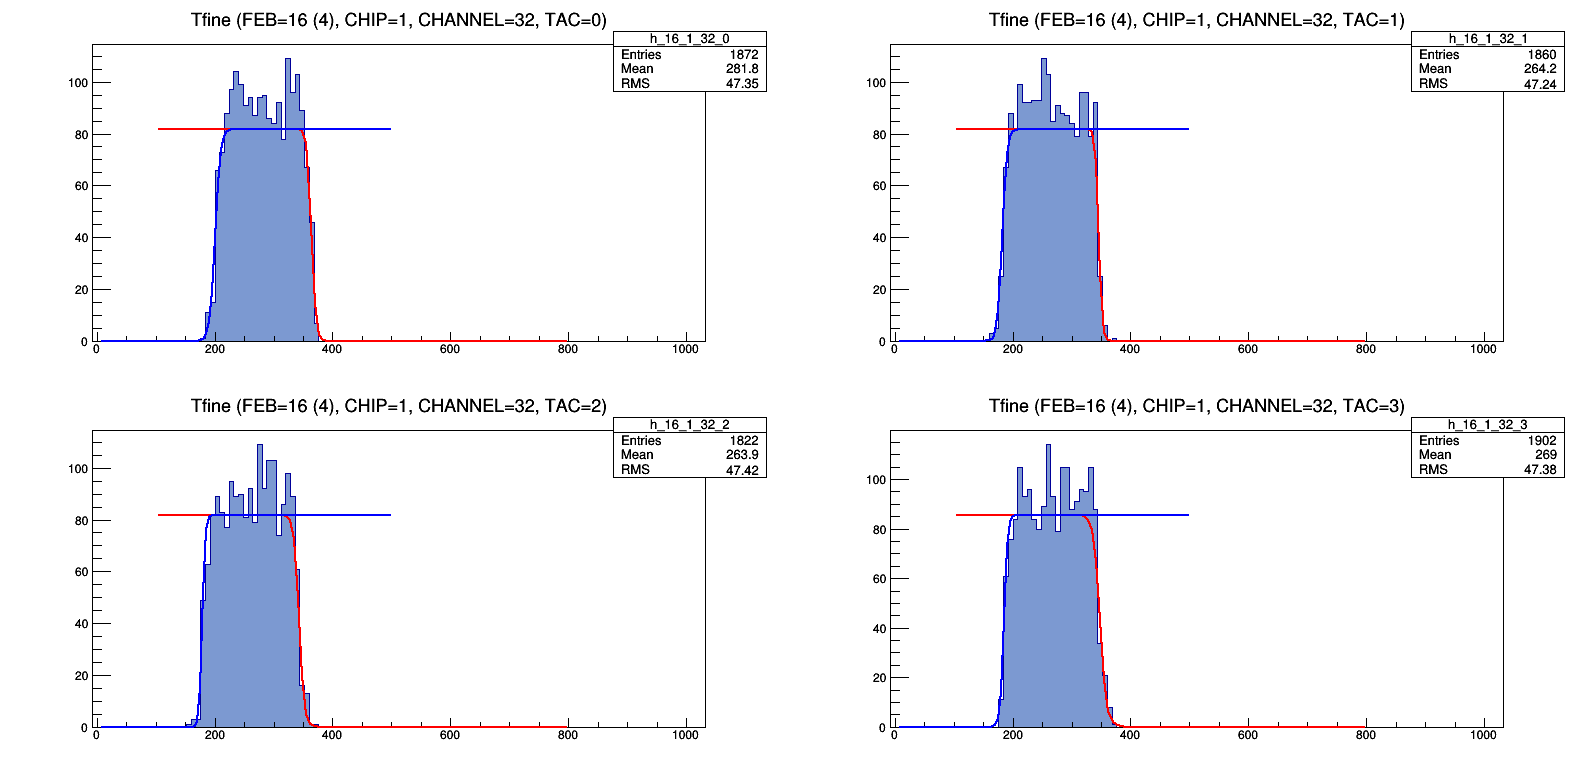 Tfine (FEB=16 (4), CHIP=1, CHANNEL=32, TAC=0)
h_16_1_32_0
Entries 1872
Mean 281.8
RMS 47.35
100
80
60
40
20
0
0 200 400 600 800 1000
Tfine (FEB=16 (4), CHIP=1, CHANNEL=32, TAC=1)
h_16_1_32_1
Entries 1860
Mean 264.2
RMS 47.24
100
80
60
40
20
0
0 200 400 600 800 1000
Tfine (FEB=16 (4), CHIP=1, CHANNEL=32, TAC=2)
h_16_1_32_2
Entries 1822
Mean 263.9
RMS 47.42
100
80
60
40
20
0
0 200 400 600 800 1000
Tfine (FEB=16 (4), CHIP=1, CHANNEL=32, TAC=3)
h_16_1_32_3
Entries 1902
Mean 269
RMS 47.38
100
80
60
40
20
0
0 200 400 600 800 1000